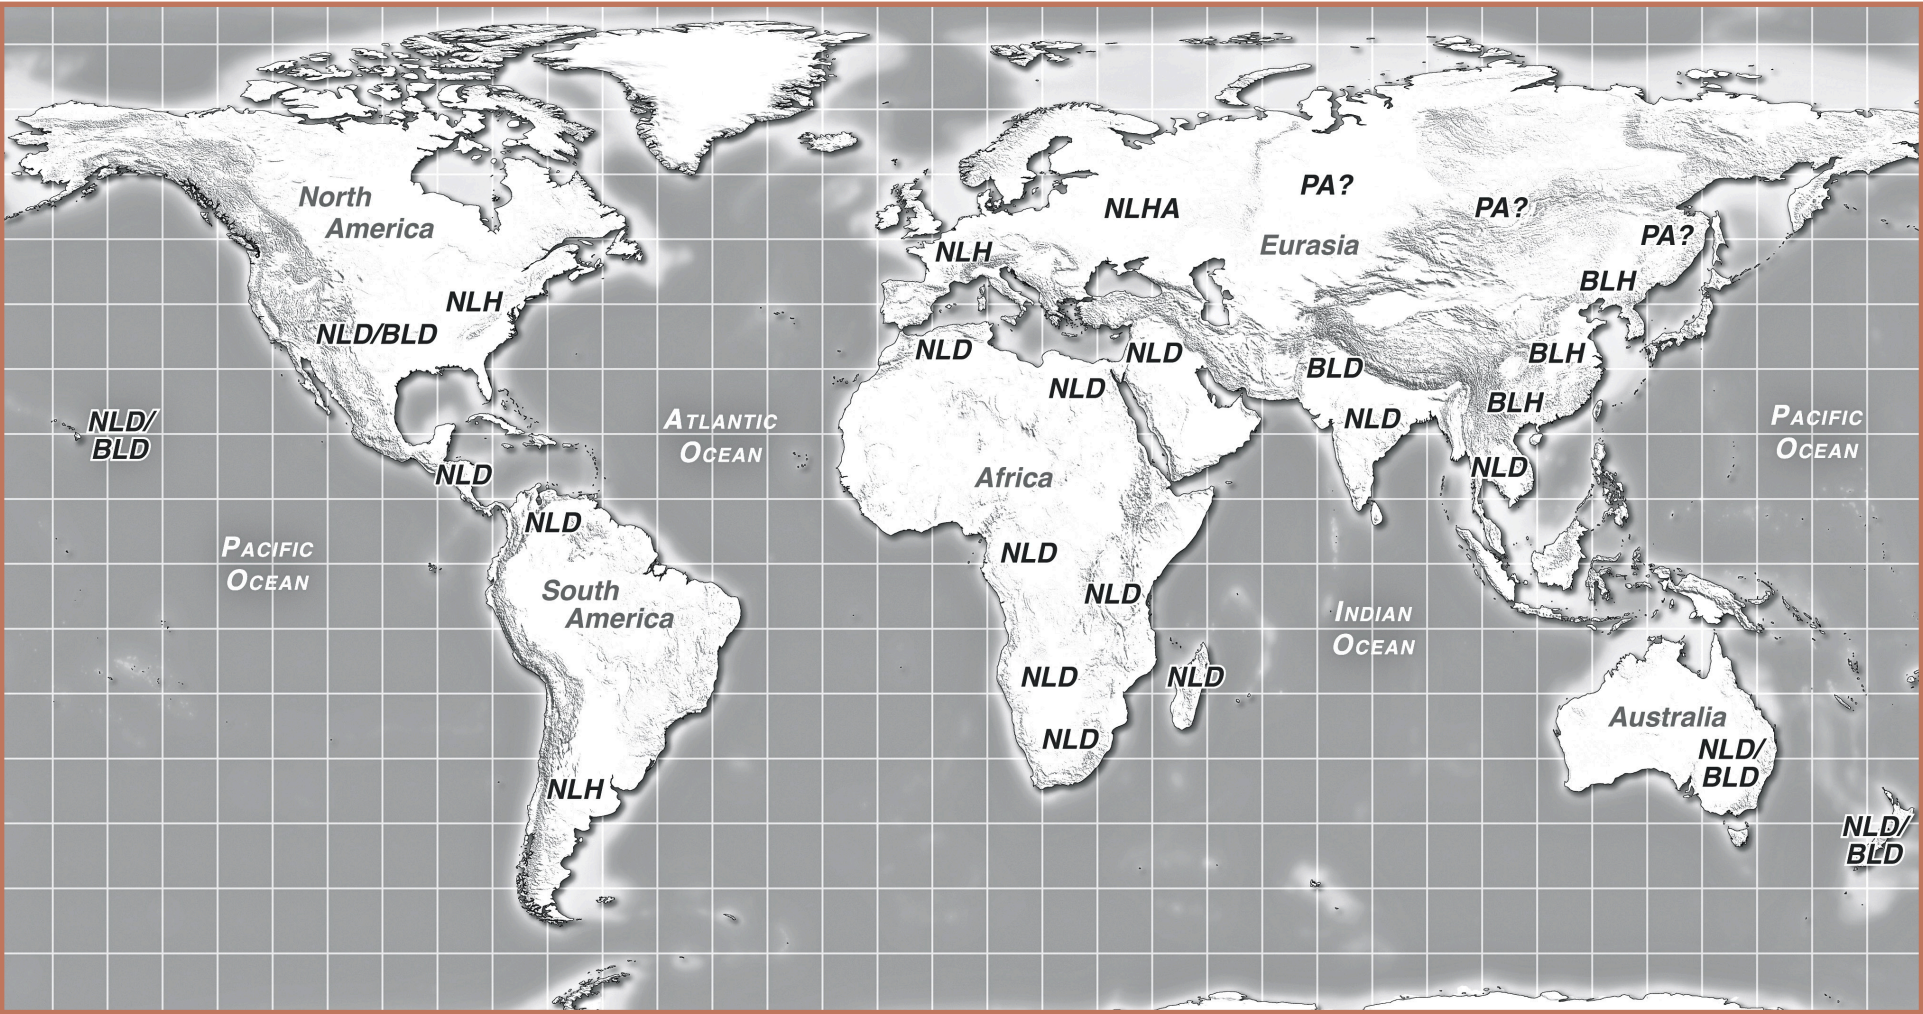 North
America
NLH
NLD/BLD
NLD/
BLD
NLD
PACIFIC
OCEAN
ATLANTIC
OCEAN
NLD
South
America
NLH
NLHA
NLH
PA?
PA?
PA?
Eurasia
BLH
BLH
BLH
NLD
NLD
NLD
BLD
NLD
NLD
Africa
NLD
NLD
NLD
NLD
NLD
INDIAN
OCEAN
PACIFIC
OCEAN
Australia
NLD/
BLD
NLD/
BLD